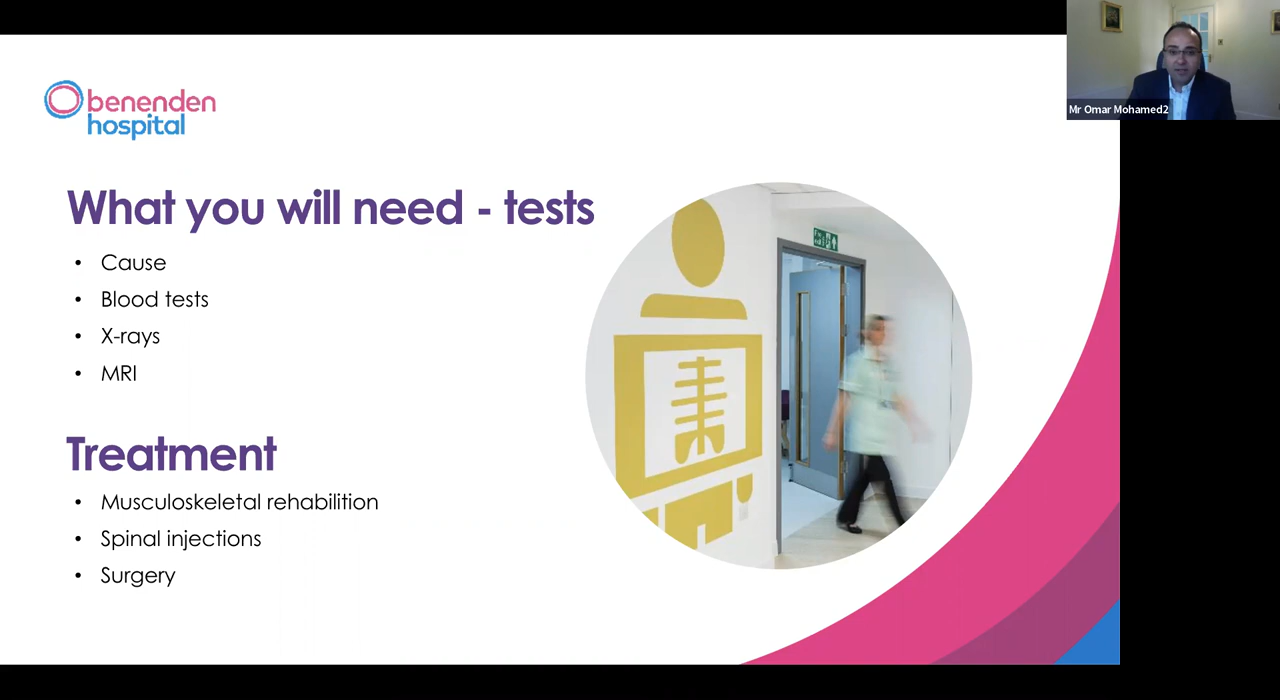 benenden
hospital
Mr Omar Mohamed2
What you will need - tests
• Cause
• Blood tests
• X-rays
• MRI
Treatment
• Musculoskeletal rehabilition
• Spinal injections
• Surgery